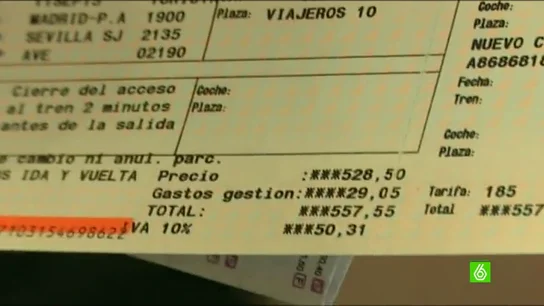 MADRID-P.A 1900
SEVILLA SJ 2135
AVE 02190
Plaza: VIAJEROS 10
Coche:
Plaza:
NUEVO C
A8686818
Fecha:
Tren:
Cierre del acceso
al tren 2 minutos
antes de la salida
Coche:
Plaza:
Coche:
Plaza:
cambio ni anul. parc.
IDA Y VUELTA Precio :***528,50
Gastos gestion:****29,05
TOTAL: ***557,55
IVA 10% ***50,31
Tarifa: 185
Total ***557
7103154698622
6